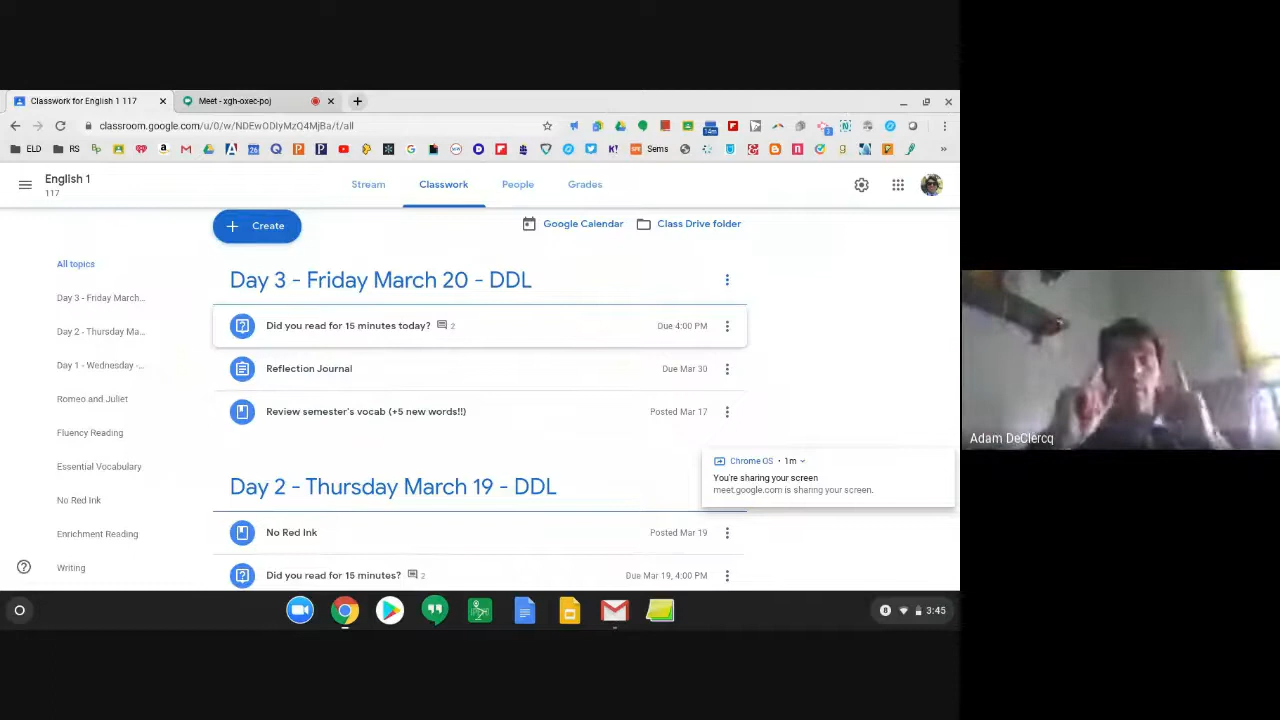 Classwork for English 1 117
Meet - xgh-oxec-poj
ELD
RS
Sems
English 1
117
Stream
Classwork
People
Grades
Create
Google Calendar
Class Drive folder
All topics
Day 3 - Friday March...
Day 2 - Thursday Ma...
Day 1 - Wednesday -...
Romeo and Juliet
Fluency Reading
Essential Vocabulary
No Red Ink
Enrichment Reading
Writing
Day 3 - Friday March 20 - DDL
Did you read for 15 minutes today? 2
Due 4:00 PM
Reflection Journal
Due Mar 30
Review semester's vocab (+5 new words!!)
Posted Mar 17
Day 2 - Thursday March 19 - DDL
No Red Ink
Posted Mar 19
Did you read for 15 minutes? 2
Due Mar 19, 4:00 PM
Chrome OS • 1m
You're sharing your screen
meet.google.com is sharing your screen.
Adam DeClercq
8
3:45